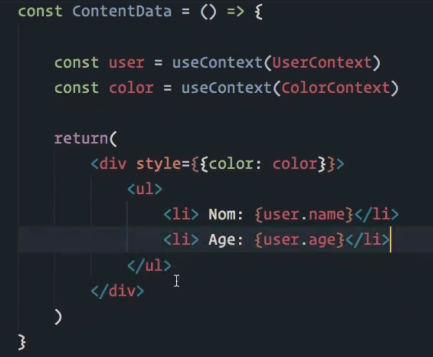 const ContentData = () => {
const user = useContext(UserContext)
const color = useContext(ColorContext)
return(
<div style={{color: color}}>
<ul>
<li> Nom: {user.name}</li>
<li> Age: {user.age}</li>
</ul>
</div>
)
}